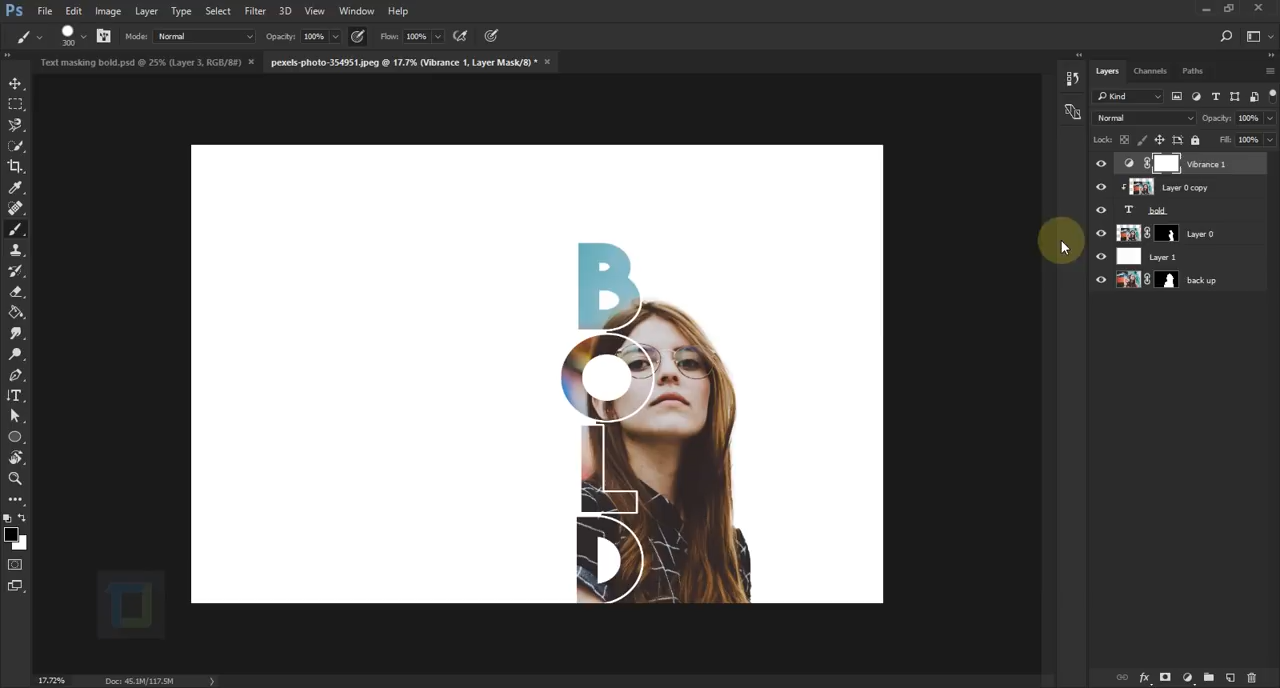 Ps File Edit Image Layer Type Select Filter 3D View Window Help
300 Mode: Normal Opacity: 100% Flow: 100%
Text masking bold.psd @ 25% (Layer 3, RGB/8#) × pexels-photo-354951.jpeg @ 17.7% (Vibrance 1, Layer Mask/8) * ×
Layers Channels Paths
Kind
Normal Opacity: 100%
Lock: Fill: 100%
Vibrance 1
Layer 0 copy
T bold
Layer 0
Layer 1
back up
B
O
L
D
17.72% Doc: 45.1M/117.5M
fx